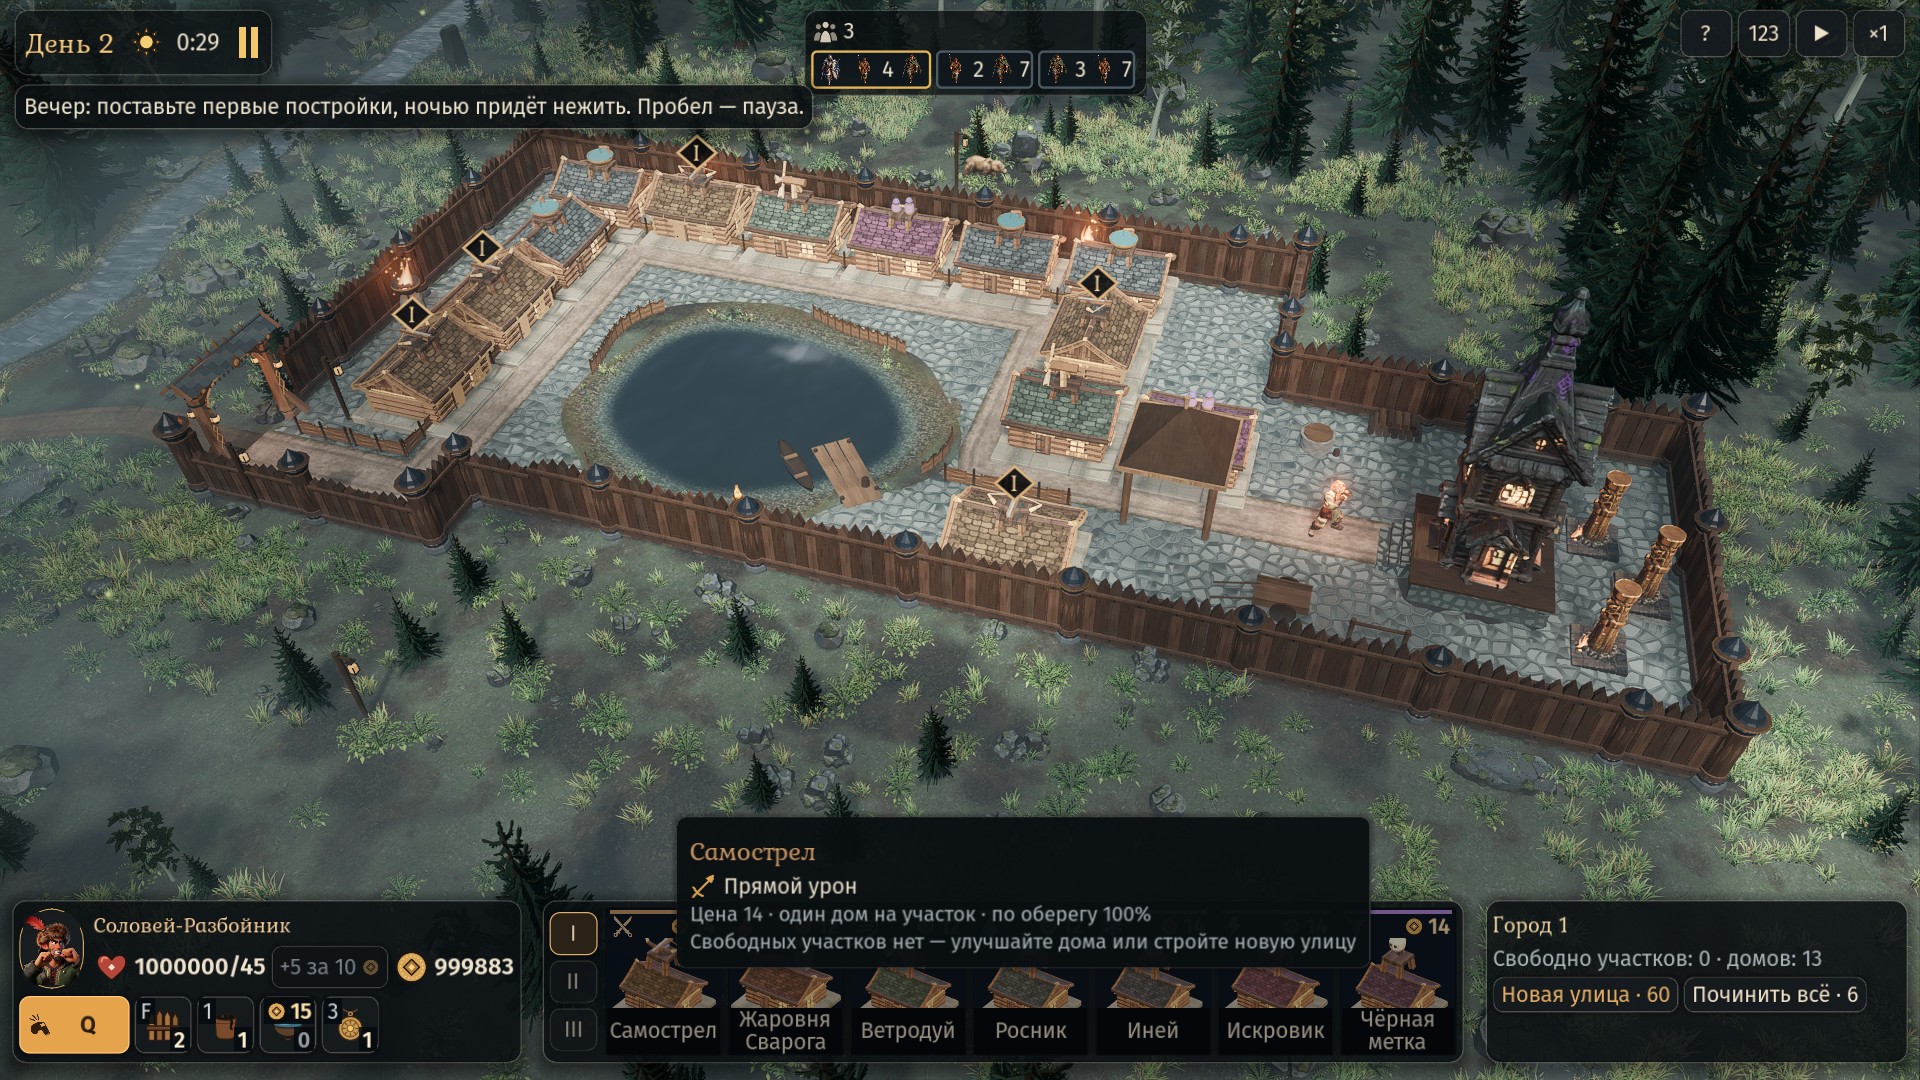 День 2 0:29
3
4 2 7 3 7
? 123 ×1
Вечер: поставьте первые постройки, ночью придёт нежить. Пробел — пауза.
I
I
I
I
I
Самострел
Прямой урон
Цена 14 · один дом на участок · по оберегу 100%
Свободных участков нет — улучшайте дома или стройте новую улицу
Соловей-Разбойник
1000000/45 +5 за 10 999883
Q F 2 1 1 15 0 3 1
I
II
III
14
Самострел
Жаровня
Сварога
Ветродуй
Росник
Иней
Искровик
Чёрная
метка
Город 1
Свободно участков: 0 · домов: 13
Новая улица · 60 Починить всё · 6